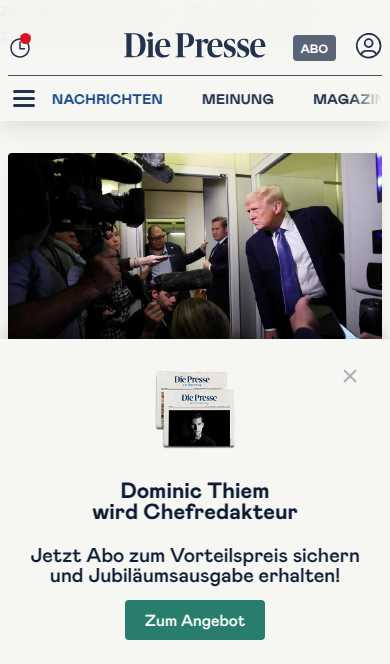 Die Presse
ABO
NACHRICHTEN MEINUNG MAGAZIN
Die Presse
Die Presse
Dominic Thiem
wird Chefredakteur
Jetzt Abo zum Vorteilspreis sichern
und Jubiläumsausgabe erhalten!
Zum Angebot